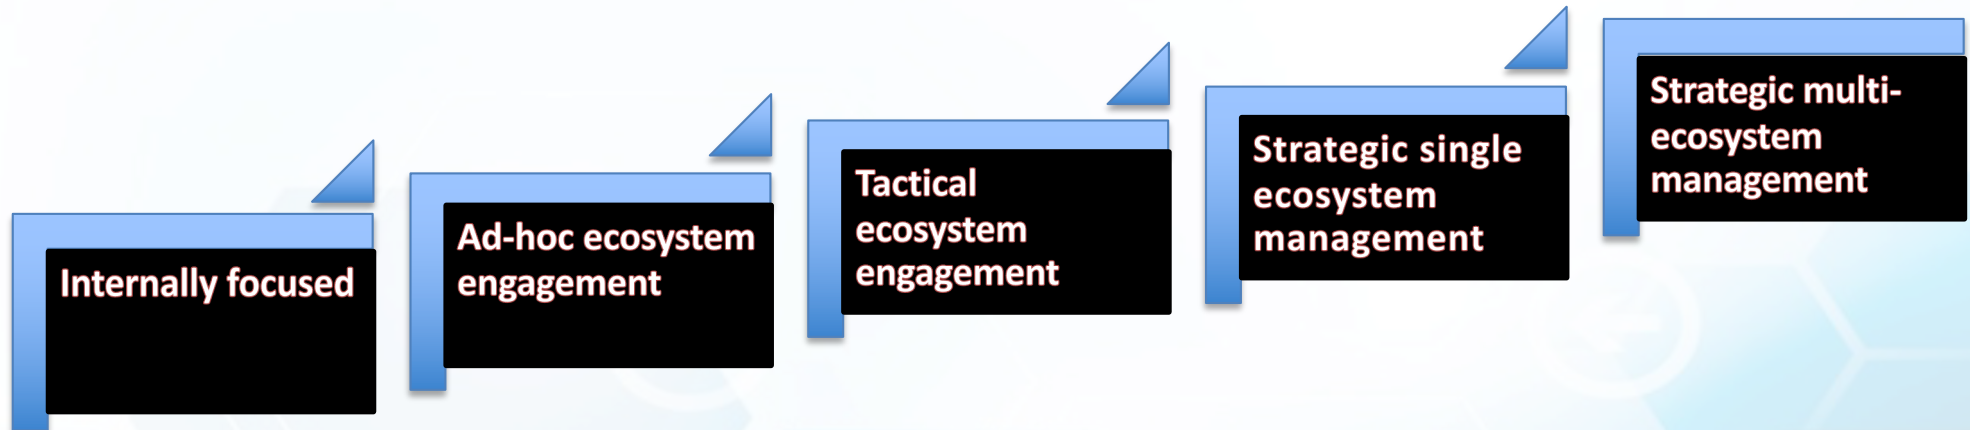 Internally focused
Ad-hoc ecosystem
engagement
Tactical
ecosystem
engagement
Strategic single
ecosystem
management
Strategic multi-
ecosystem
management